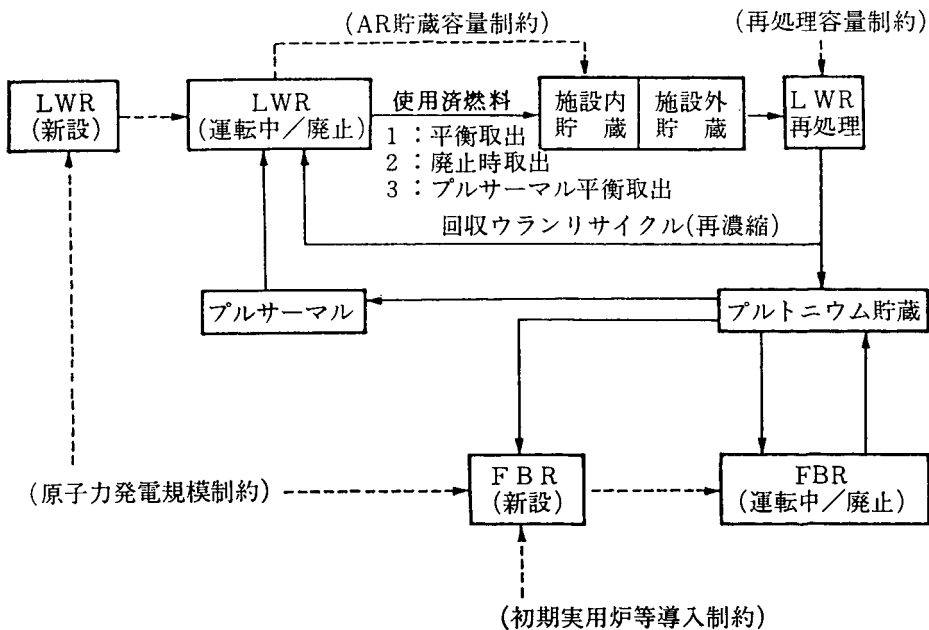 (AR貯蔵容量制約)
(再処理容量制約)
LWR
(新設)
LWR
(運転中/廃止)
使用済燃料
1:平衡取出
2:廃止時取出
3:プルサーマル平衡取出
施設内
貯 蔵
施設外
貯 蔵
LWR
再処理
回収ウランリサイクル(再濃縮)
プルサーマル
プルトニウム貯蔵
(原子力発電規模制約)
FBR
(新設)
FBR
(運転中/廃止)
(初期実用炉等導入制約)